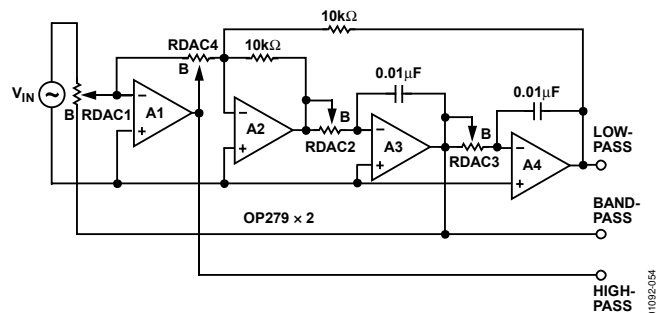 10kΩ
RDAC4
10kΩ
B
0.01µF
0.01µF
V_IN
B
RDAC1
−
A1
+
−
A2
+
B
RDAC2
−
A3
+
B
RDAC3
−
A4
+
LOW-
PASS
OP279 × 2
BAND-
PASS
HIGH-
PASS
01092-054